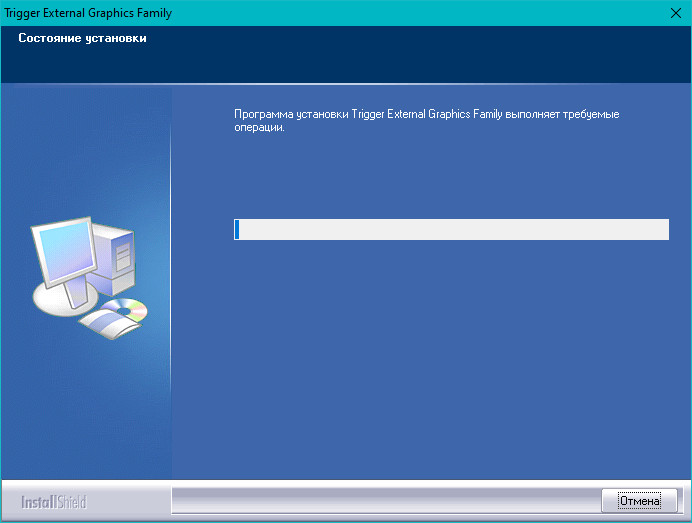 Trigger External Graphics Family
Состояние установки
Программа установки Trigger External Graphics Family выполняет требуемые
операции.
InstallShield
Отмена